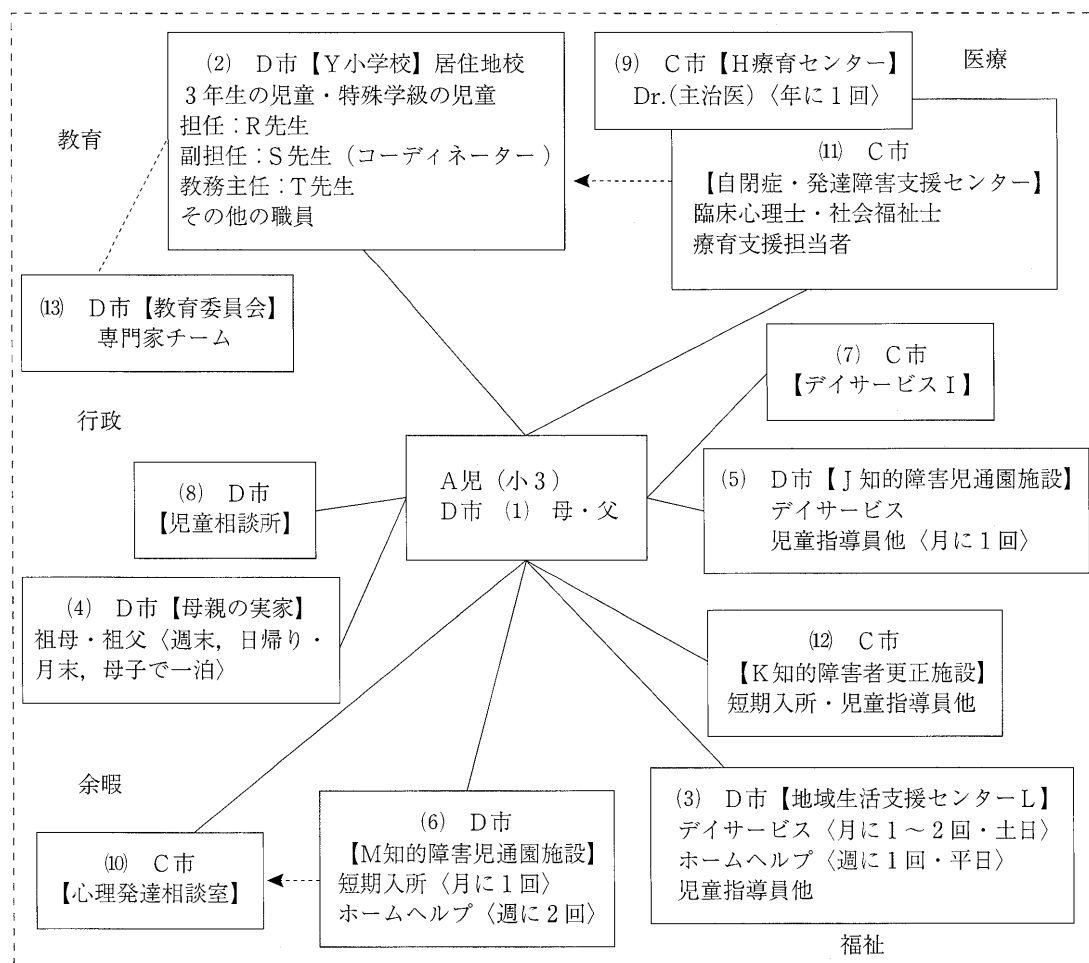 (2) D市【Y小学校】居住地校
3年生の児童・特殊学級の児童
担任：R先生
副担任：S先生（コーディネーター）
教務主任：T先生
その他の職員
(9) C市【H療育センター】
Dr.(主治医)〈年に1回〉
医療
教育
(11) C市
【自閉症・発達障害支援センター】
臨床心理士・社会福祉士
療育支援担当者
(13) D市【教育委員会】
専門家チーム
(7) C市
【デイサービスI】
行政
A児（小3）
D市 (1) 母・父
(8) D市
【児童相談所】
(5) D市【J知的障害児通園施設】
デイサービス
児童指導員他〈月に1回〉
(4) D市【母親の実家】
祖母・祖父〈週末，日帰り・
月末，母子で一泊〉
(12) C市
【K知的障害者更正施設】
短期入所・児童指導員他
余暇
(10) C市
【心理発達相談室】
(6) D市
【M知的障害児通園施設】
短期入所〈月に1回〉
ホームヘルプ〈週に2回〉
(3) D市【地域生活支援センターL】
デイサービス〈月に1～2回・土日〉
ホームヘルプ〈週に1回・平日〉
児童指導員他
福祉